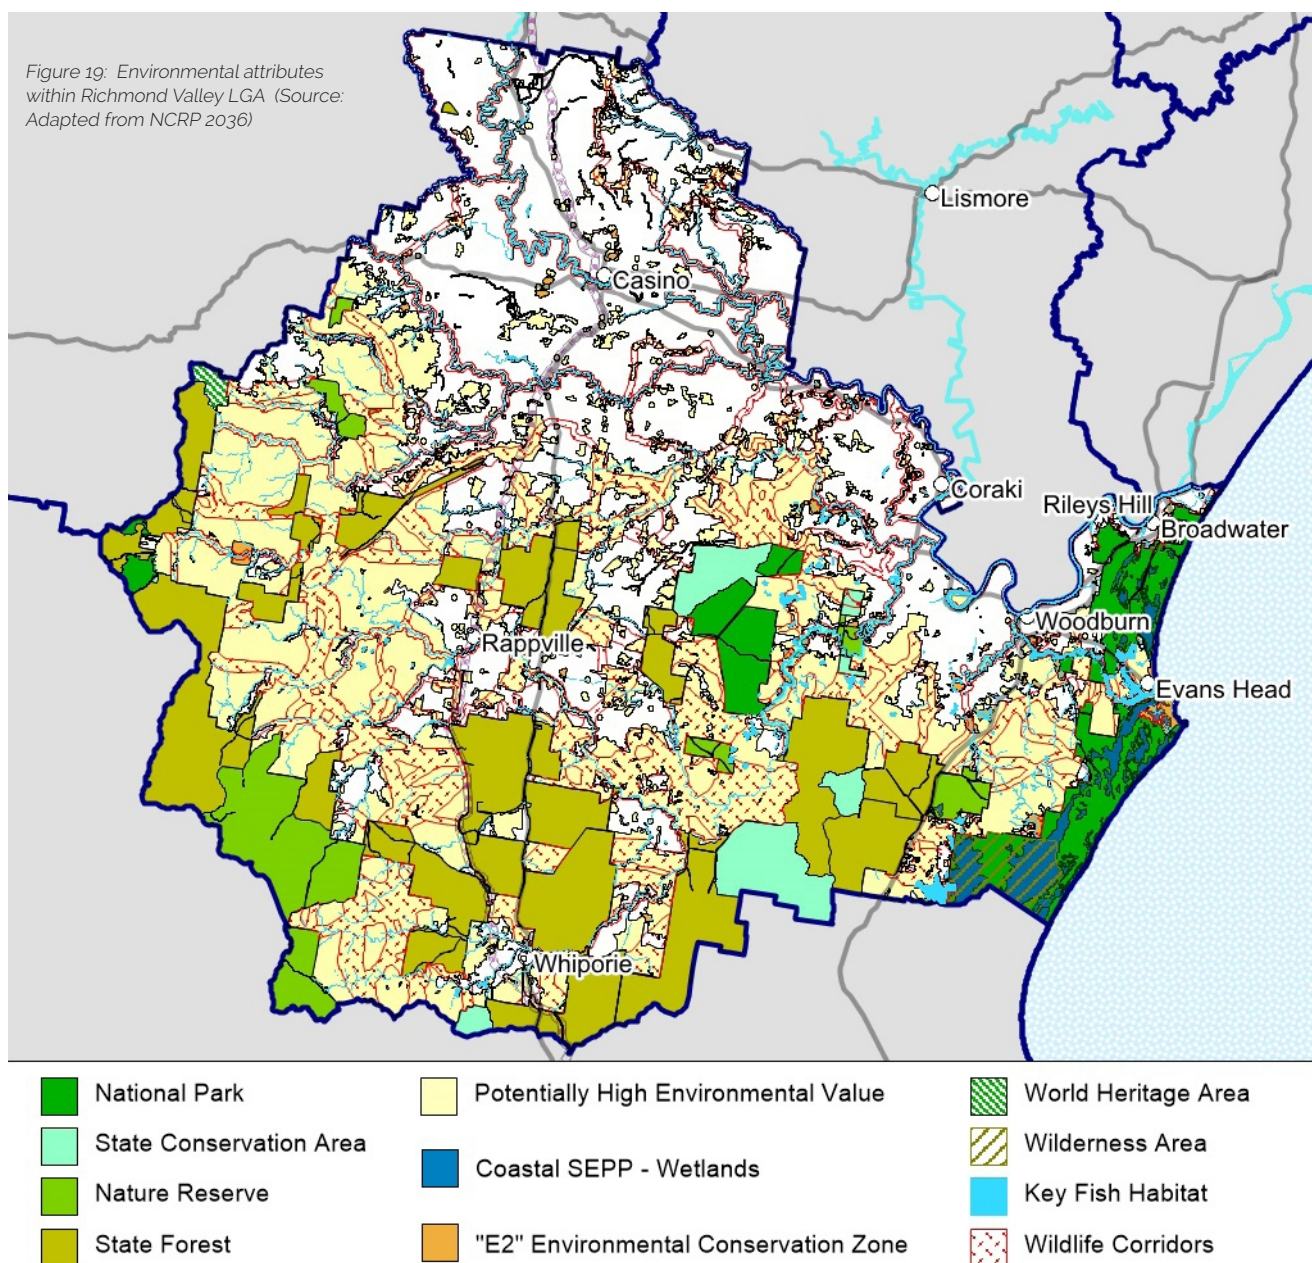 Figure 19: Environmental attributes
within Richmond Valley LGA (Source:
Adapted from NCRP 2036)
Lismore
Casino
Coraki
Rileys Hill
Broadwater
Woodburn
Rappville
Evans Head
Whiporie
National Park
State Conservation Area
Nature Reserve
State Forest
Potentially High Environmental Value
Coastal SEPP - Wetlands
"E2" Environmental Conservation Zone
World Heritage Area
Wilderness Area
Key Fish Habitat
Wildlife Corridors